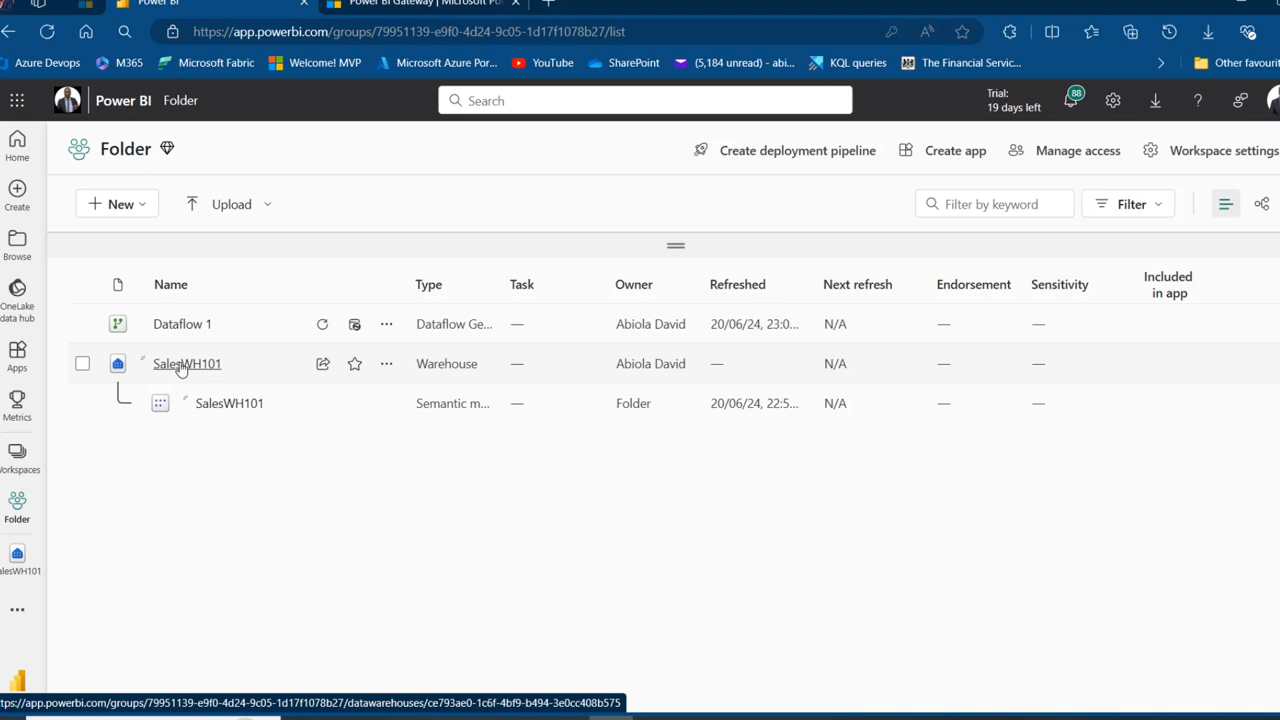 Power BI
Power BI Gateway | Microsoft Po
https://app.powerbi.com/groups/79951139-e9f0-4d24-9c05-1d17f1078b27/list
Azure Devops
M365
Microsoft Fabric
Welcome! MVP
Microsoft Azure Por...
YouTube
SharePoint
(5,184 unread) - abi...
KQL queries
The Financial Servic...
Other favourit
Power BI Folder
Search
Trial:
19 days left
88
Home
Create
Browse
OneLake
data hub
Apps
Metrics
Workspaces
Folder
alesWH101
Folder
Create deployment pipeline
Create app
Manage access
Workspace settings
New
Upload
Filter by keyword
Filter
Name Type Task Owner Refreshed Next refresh Endorsement Sensitivity Included
in app
Dataflow 1 ... Dataflow Ge... — Abiola David 20/06/24, 23:0... N/A — —
SalesWH101 ... Warehouse — Abiola David — N/A — —
SalesWH101 Semantic m... — Folder 20/06/24, 22:5... N/A — —
ttps://app.powerbi.com/groups/79951139-e9f0-4d24-9c05-1d17f1078b27/datawarehouses/ce793ae0-1c6f-4bf9-b494-3e0cc408b575